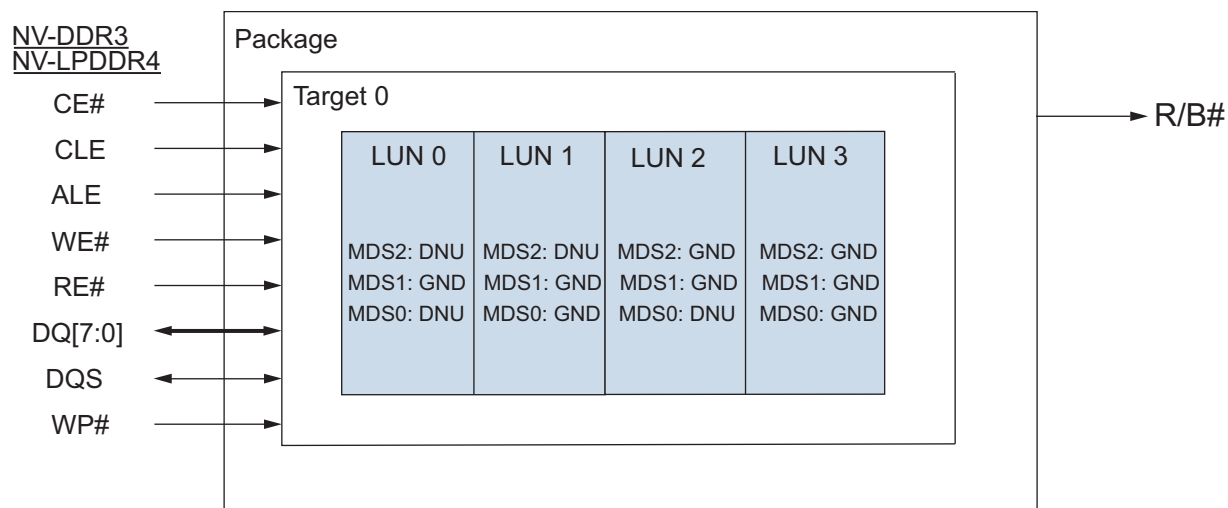 NV-DDR3
NV-LPDDR4
Package
Target 0
CE#
CLE
ALE
WE#
RE#
DQ[7:0]
DQS
WP#
R/B#
LUN 0
MDS2: DNU
MDS1: GND
MDS0: DNU
LUN 1
MDS2: DNU
MDS1: GND
MDS0: GND
LUN 2
MDS2: GND
MDS1: GND
MDS0: DNU
LUN 3
MDS2: GND
MDS1: GND
MDS0: GND